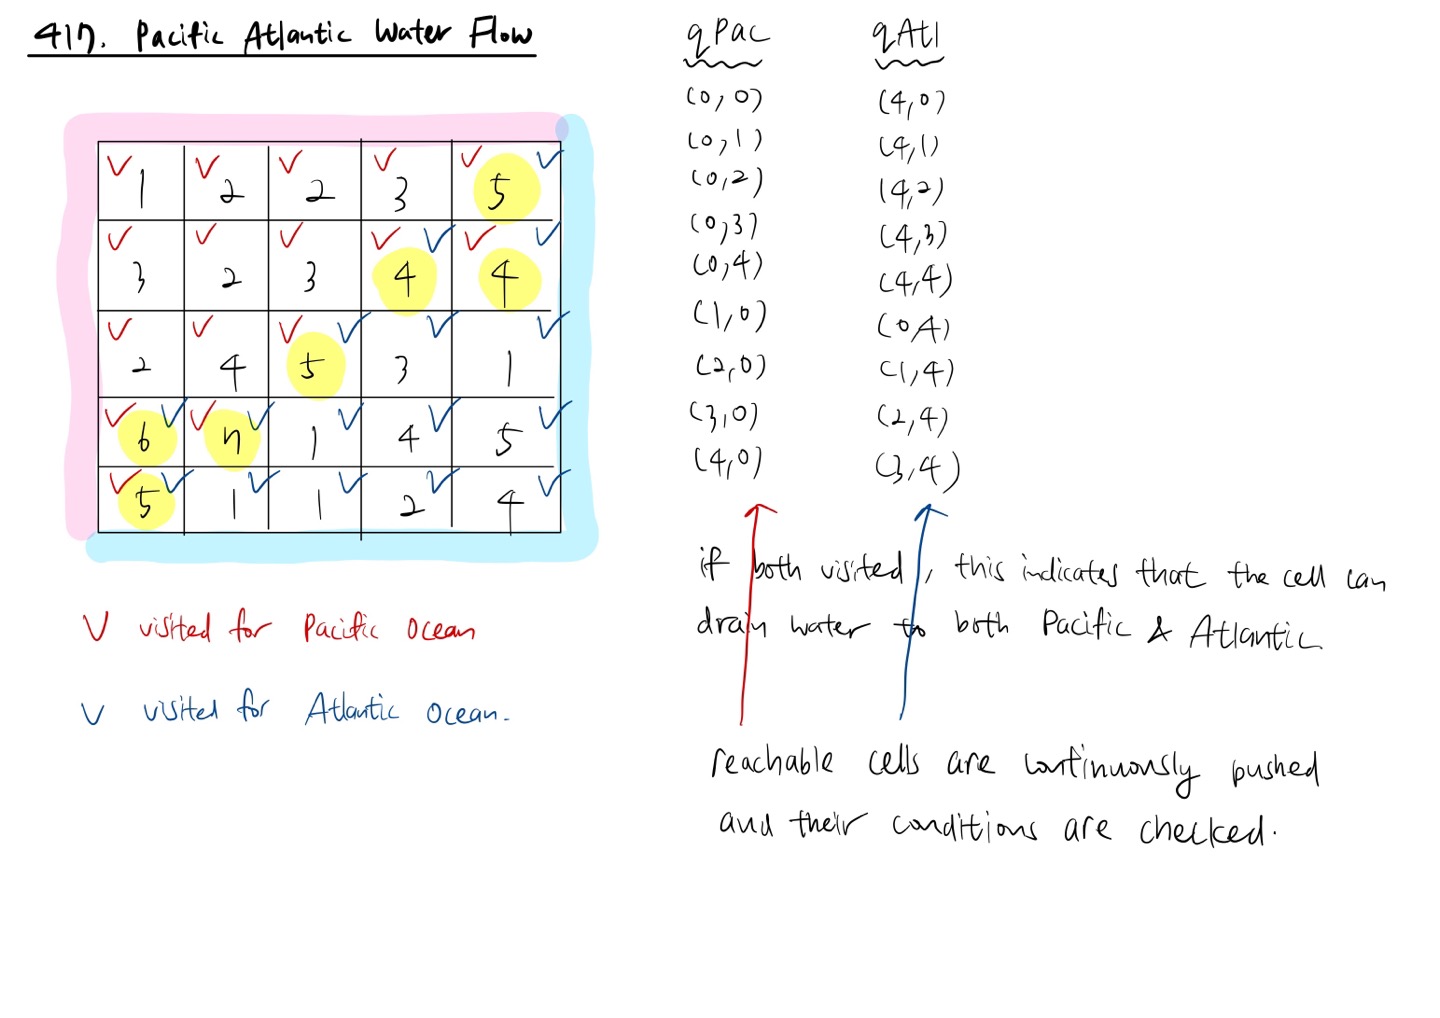 417. Pacific Atlantic Water Flow
1 2 2 3 5
3 2 3 4 4
2 4 5 3 1
6 7 1 4 5
5 1 1 2 4
V visited for Pacific Ocean
V visited for Atlantic Ocean.
qPac qAtl
(0,0) (4,0)
(0,1) (4,1)
(0,2) (4,2)
(0,3) (4,3)
(0,4) (4,4)
(1,0) (0,4)
(2,0) (1,4)
(3,0) (2,4)
(4,0) (3,4)
if both visited, this indicates that the cell can
drain water to both Pacific & Atlantic.
reachable cells are continuously pushed
and their conditions are checked.